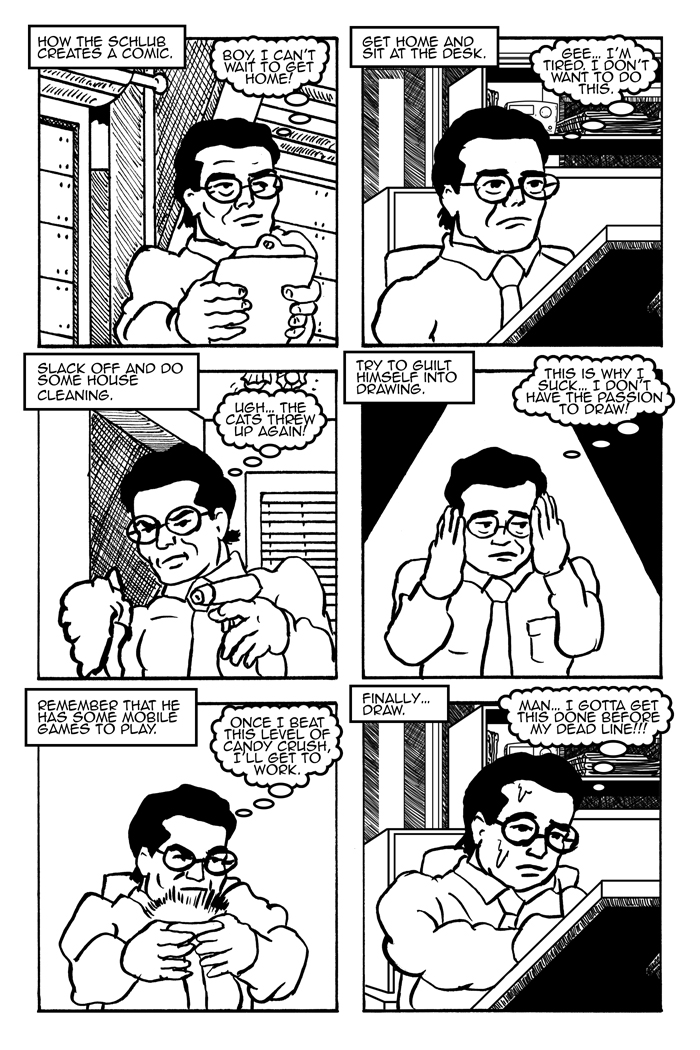 HOW THE SCHLUB
CREATES A COMIC.
BOY, I CAN'T
WAIT TO GET
HOME!
GET HOME AND
SIT AT THE DESK.
GEE... I'M
TIRED. I DON'T
WANT TO DO
THIS.
SLACK OFF AND DO
SOME HOUSE
CLEANING.
UGH... THE
CATS THREW
UP AGAIN!
TRY TO GUILT
HIMSELF INTO
DRAWING.
THIS IS WHY I
SUCK... I DON'T
HAVE THE PASSION
TO DRAW!
REMEMBER THAT HE
HAS SOME MOBILE
GAMES TO PLAY.
ONCE I BEAT
THIS LEVEL OF
CANDY CRUSH,
I'LL GET TO
WORK.
FINALLY...
DRAW.
MAN... I GOTTA GET
THIS DONE BEFORE
MY DEAD LINE!!!